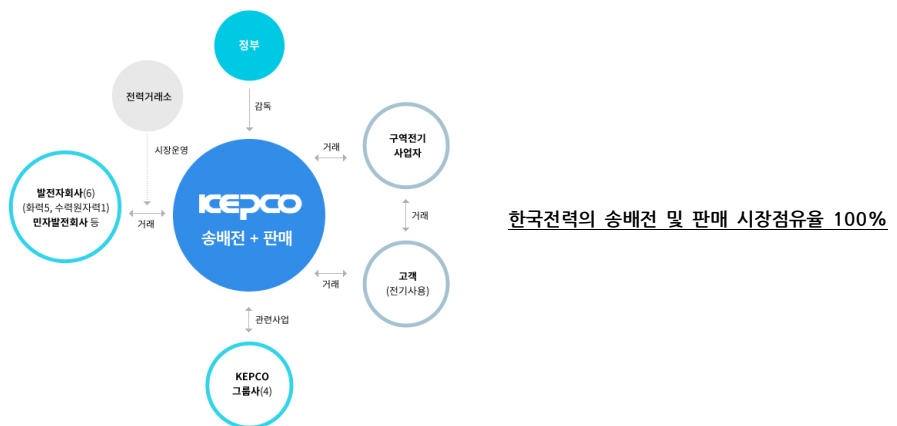 정부
감독
전력거래소
시장운영
발전자회사(6)
(화력5, 수력원자력1)
민자발전회사 등
거래
KEPCO
송배전 + 판매
거래
구역전기
사업자
거래
거래
고객
(전기사용)
관련사업
KEPCO
그룹사(4)
한국전력의 송배전 및 판매 시장점유율 100%